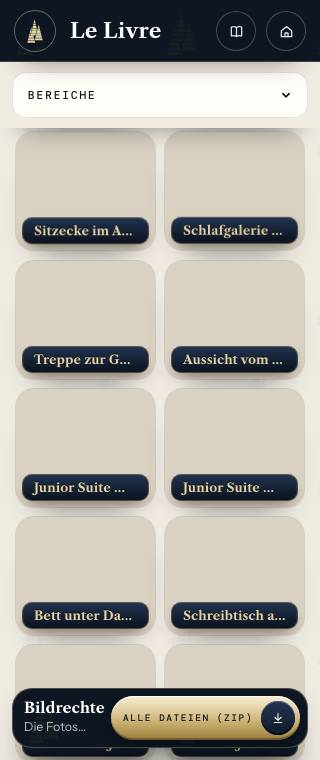 Le Livre
BEREICHE
Sitzecke im A...
Schlafgalerie ...
Treppe zur G...
Aussicht vom ...
Junior Suite ...
Junior Suite ...
Bett unter Da...
Schreibtisch a...
Bildrechte
Die Fotos...
ALLE DATEIEN (ZIP)